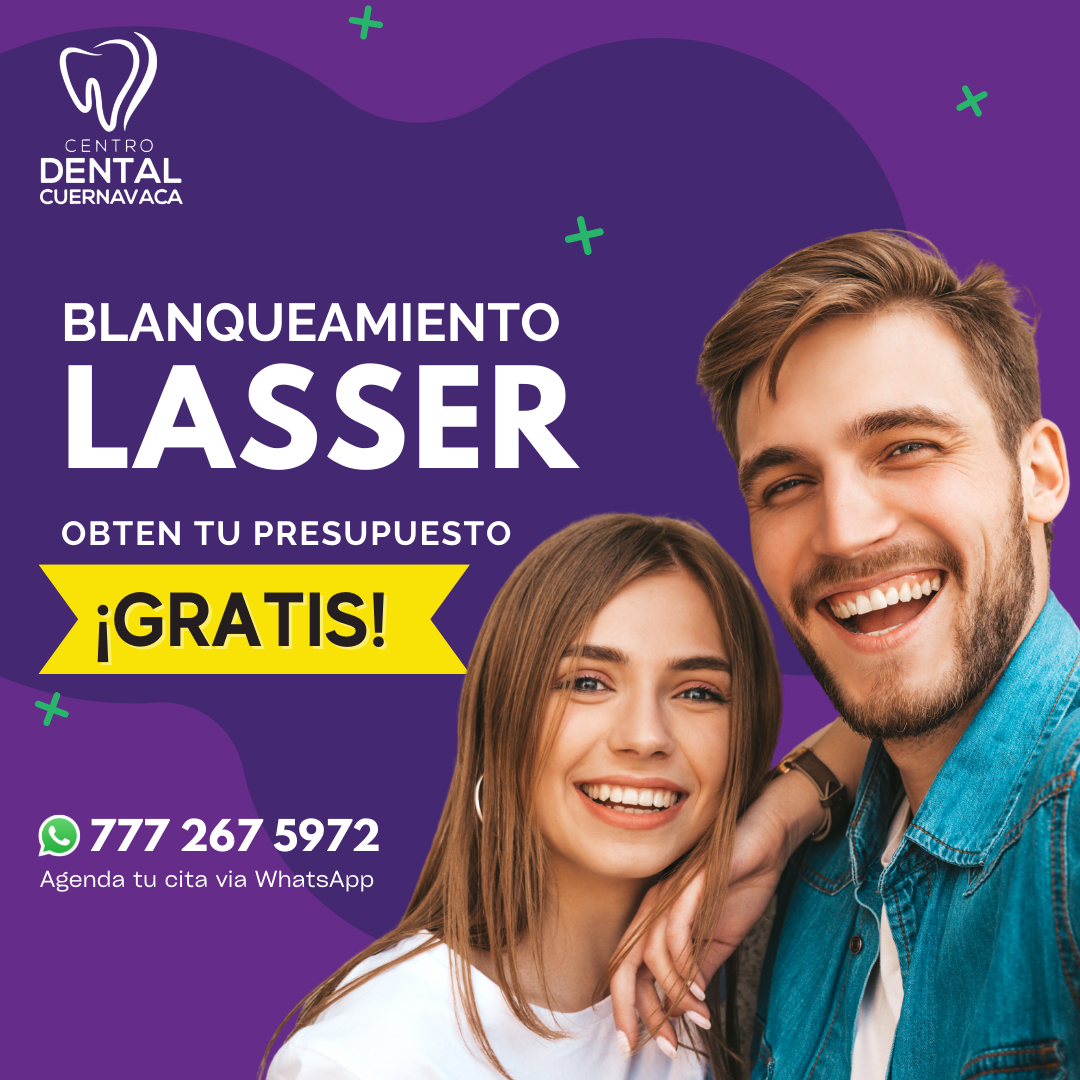 CENTRO
DENTAL
CUERNAVACA
BLANQUEAMIENTO
LASSER
OBTEN TU PRESUPUESTO
¡GRATIS!
777 267 5972
Agenda tu cita via WhatsApp